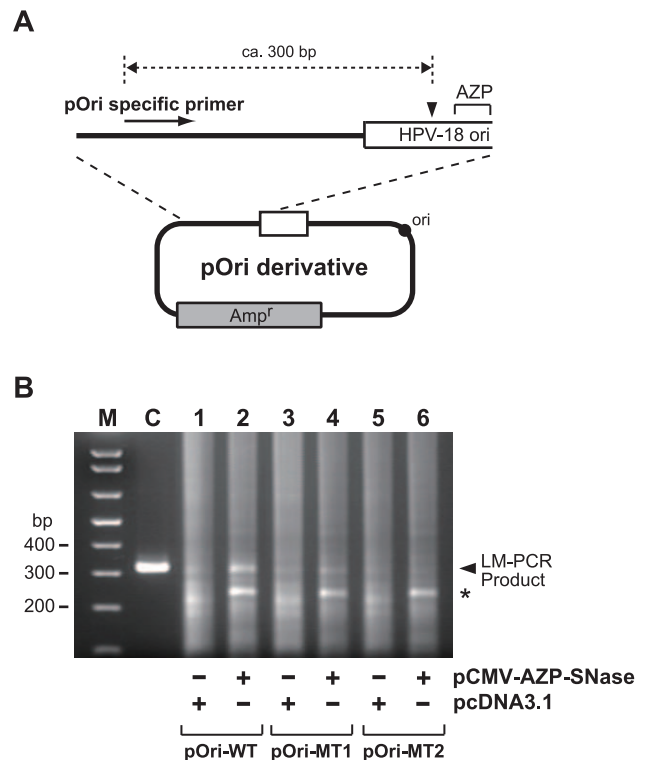 A
ca. 300 bp
AZP
pOri specific primer
HPV-18 ori
ori
pOri derivative
Ampr
B
M C 1 2 3 4 5 6
bp
400
300
200
LM-PCR
Product
*
– + – + – + pCMV-AZP-SNase
+ – + – + – pcDNA3.1
pOri-WT pOri-MT1 pOri-MT2